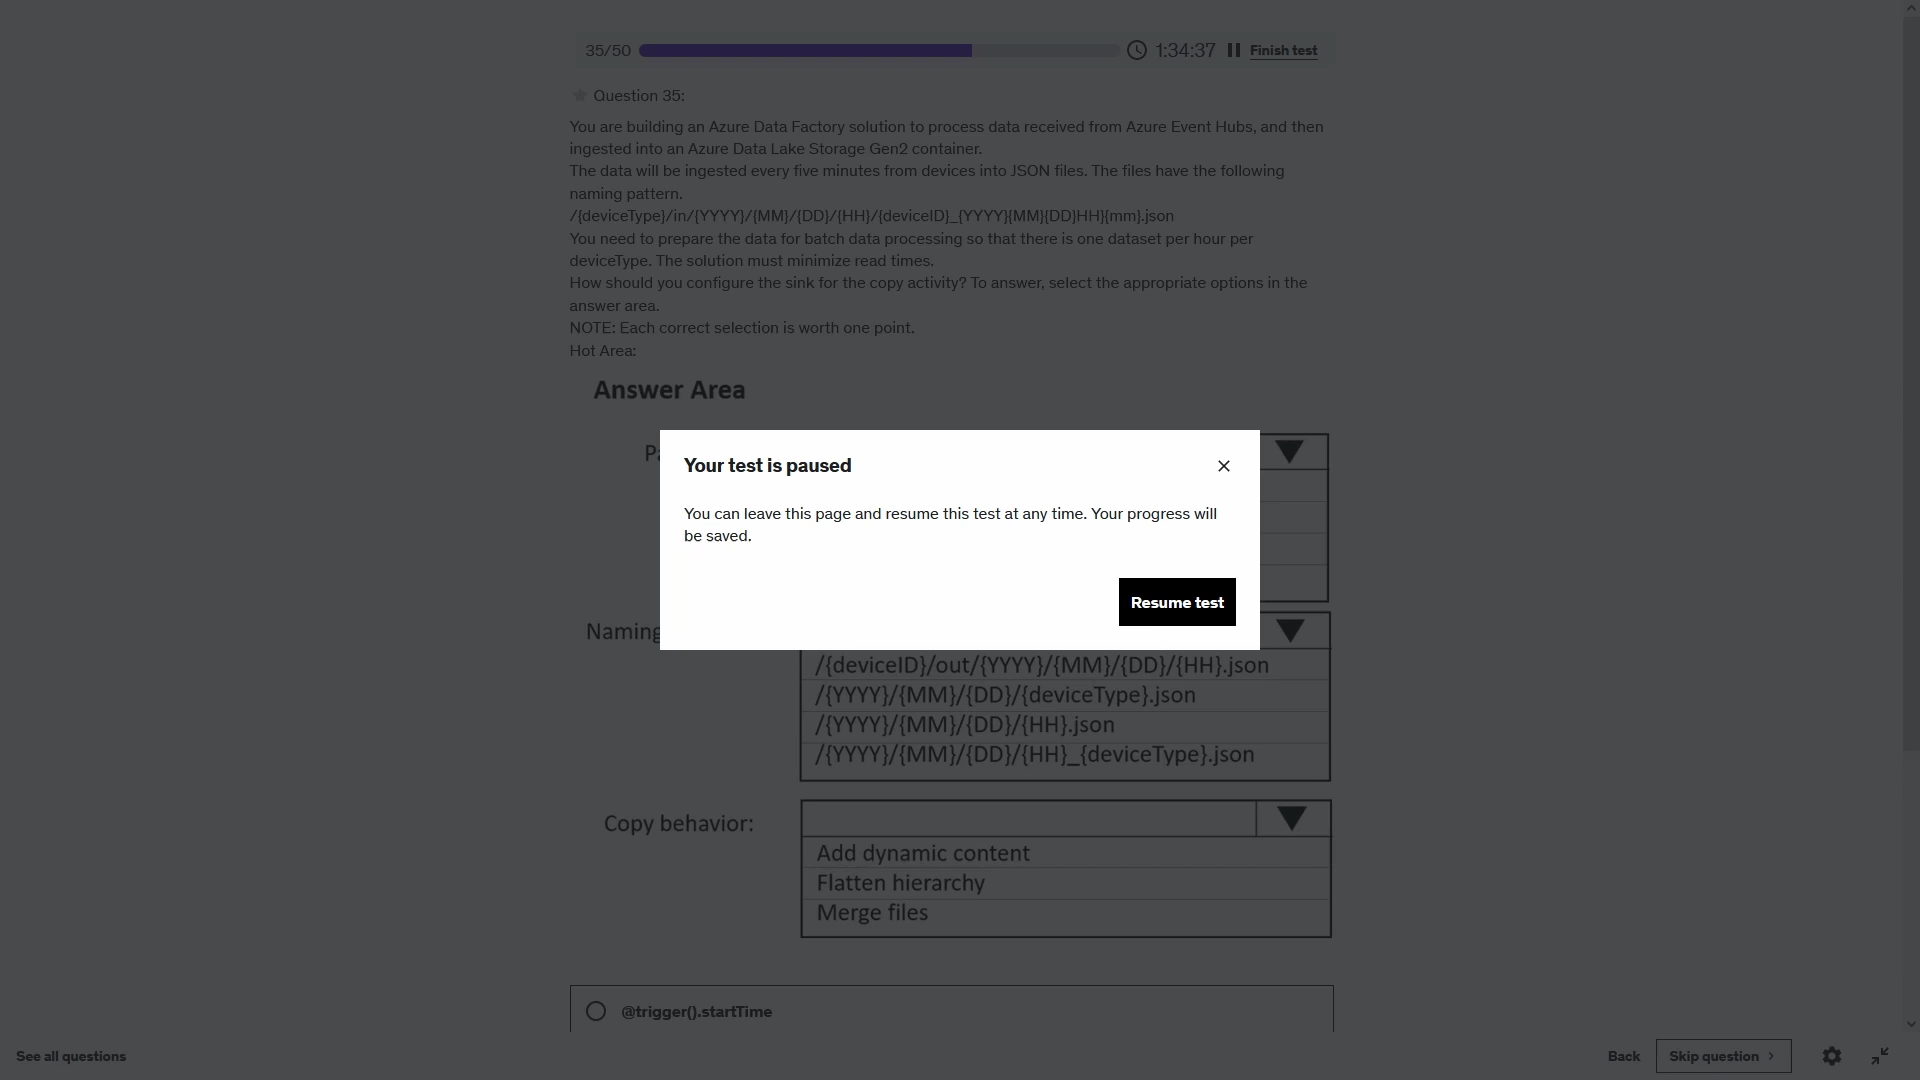 35/50
1:34:37
Finish test
Question 35:
You are building an Azure Data Factory solution to process data received from Azure Event Hubs, and then
ingested into an Azure Data Lake Storage Gen2 container.
The data will be ingested every five minutes from devices into JSON files. The files have the following
naming pattern.
/{deviceType}/in/{YYYY}/{MM}/{DD}/{HH}/{deviceID}_{YYYY}{MM}{DD}HH}{mm}.json
You need to prepare the data for batch data processing so that there is one dataset per hour per
deviceType. The solution must minimize read times.
How should you configure the sink for the copy activity? To answer, select the appropriate options in the
answer area.
NOTE: Each correct selection is worth one point.
Hot Area:
Answer Area
Your test is paused
You can leave this page and resume this test at any time. Your progress will
be saved.
Resume test
Naming
/{deviceID}/out/{YYYY}/{MM}/{DD}/{HH}.json
/{YYYY}/{MM}/{DD}/{deviceType}.json
/{YYYY}/{MM}/{DD}/{HH}.json
/{YYYY}/{MM}/{DD}/{HH}_{deviceType}.json
Copy behavior:
Add dynamic content
Flatten hierarchy
Merge files
@trigger().startTime
See all questions
Back
Skip question